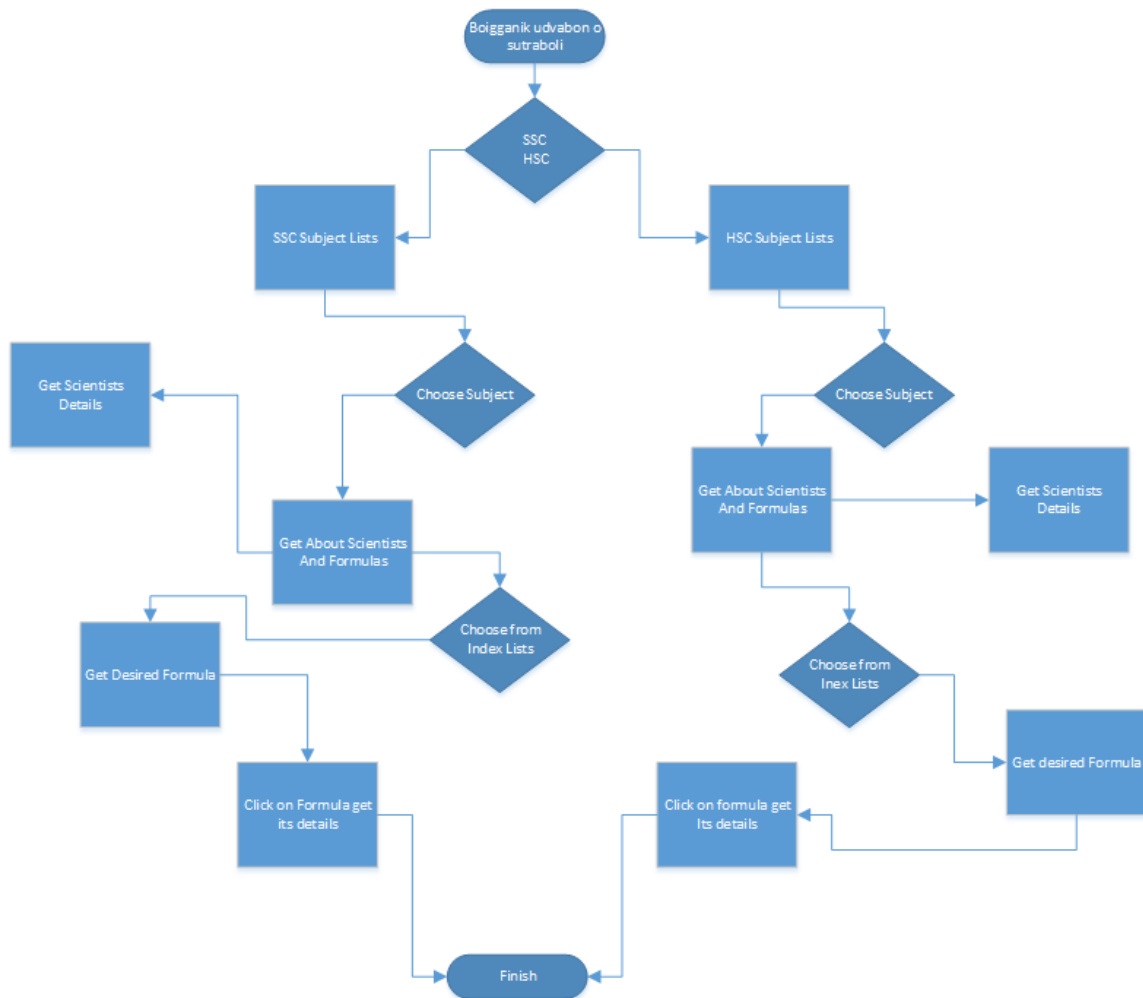 Boigganik udvabon o
sutraboli
SSC
HSC
SSC Subject Lists
HSC Subject Lists
Get Scientists
Details
Choose Subject
Choose Subject
Get About Scientists
And Formulas
Get Scientists
Details
Get About Scientists
And Formulas
Choose from
Index Lists
Choose from
Inex Lists
Get Desired Formula
Get desired Formula
Click on Formula get
its details
Click on formula get
Its details
Finish